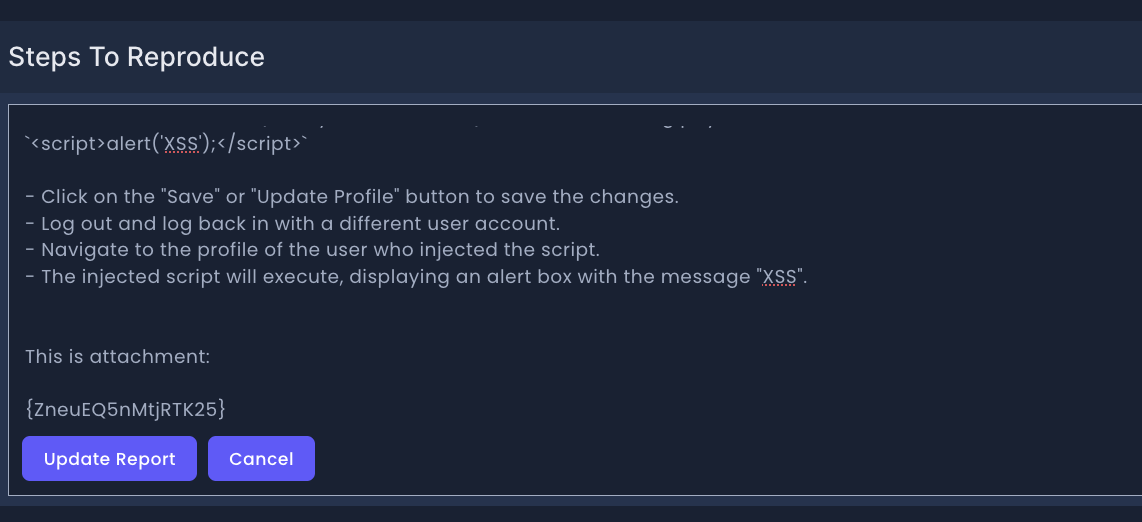 Steps To Reproduce
`<script>alert('XSS');</script>`
- Click on the "Save" or "Update Profile" button to save the changes.
- Log out and log back in with a different user account.
- Navigate to the profile of the user who injected the script.
- The injected script will execute, displaying an alert box with the message "XSS".
This is attachment:
{ZneuEQ5nMtjRTK25}
Update Report
Cancel